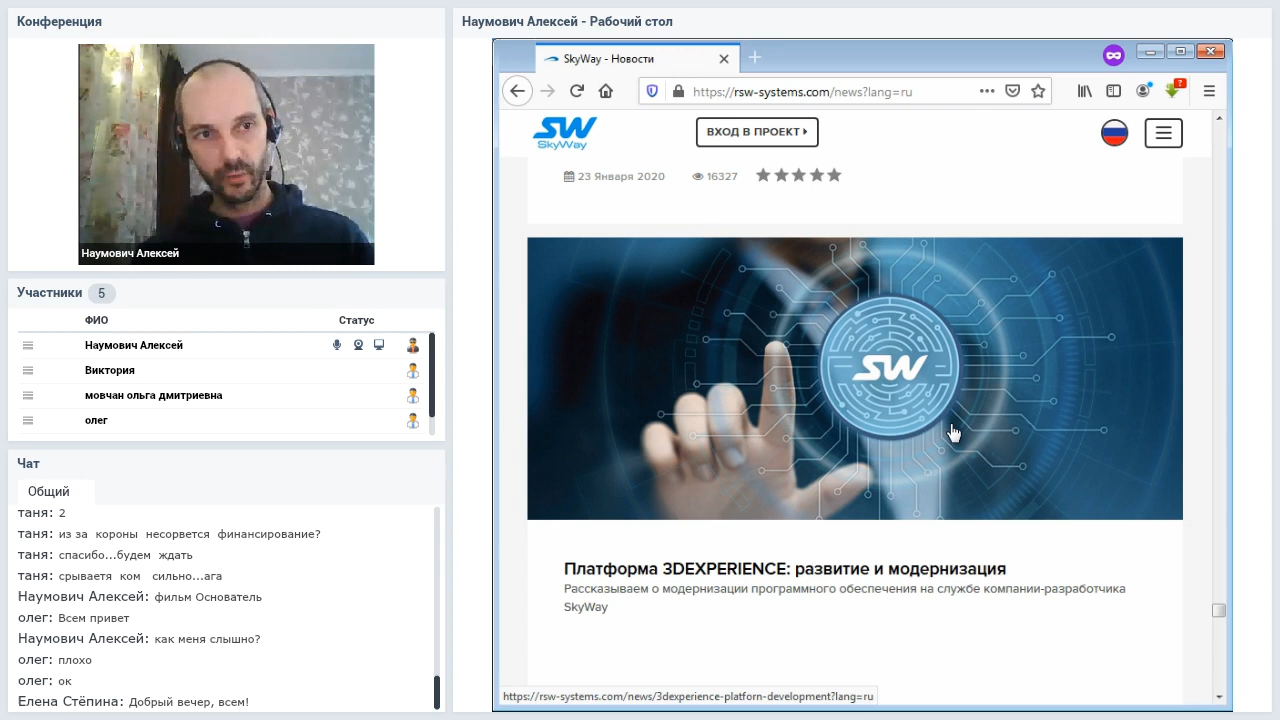 Конференция
Наумович Алексей
Участники 5
ФИО Статус
Наумович Алексей
Виктория
мовчан ольга дмитриевна
олег
Чат
Общий
таня: 2
таня: из за короны несорвется финансирование?
таня: спасибо...будем ждать
таня: срываетя ком сильно...ага
Наумович Алексей: фильм Основатель
олег: Всем привет
Наумович Алексей: как меня слышно?
олег: плохо
олег: ок
Елена Стёпина: Добрый вечер, всем!
Наумович Алексей - Рабочий стол
SkyWay - Новости
https://rsw-systems.com/news?lang=ru
SW
SkyWay
ВХОД В ПРОЕКТ
23 Января 2020 16327
SW
Платформа 3DEXPERIENCE: развитие и модернизация
Рассказываем о модернизации программного обеспечения на службе компании-разработчика
SkyWay
https://rsw-systems.com/news/3dexperience-platforn-development?lang=ru